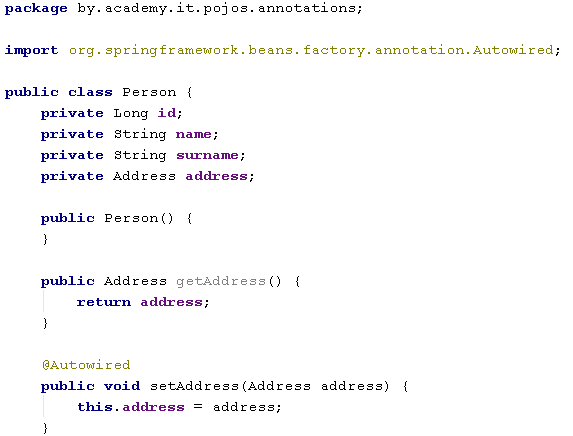 package by.academy.it.pojos.annotations;
import org.springframework.beans.factory.annotation.Autowired;
public class Person {
    private Long id;
    private String name;
    private String surname;
    private Address address;
    public Person() {
    }
    public Address getAddress() {
        return address;
    }
    @Autowired
    public void setAddress(Address address) {
        this.address = address;
    }